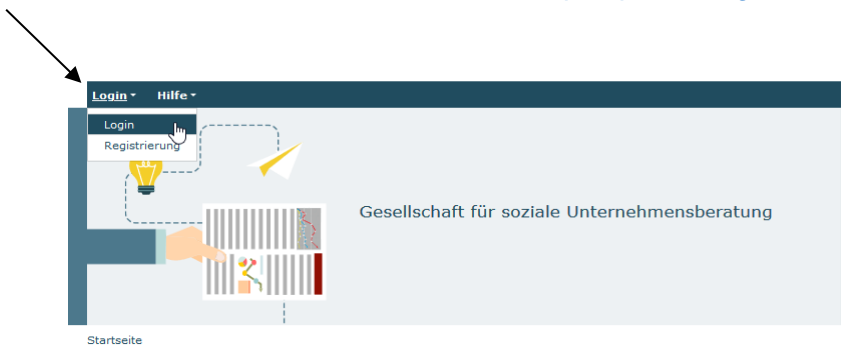 Login Hilfe
Login
Registrierung
Gesellschaft für soziale Unternehmensberatung
Startseite